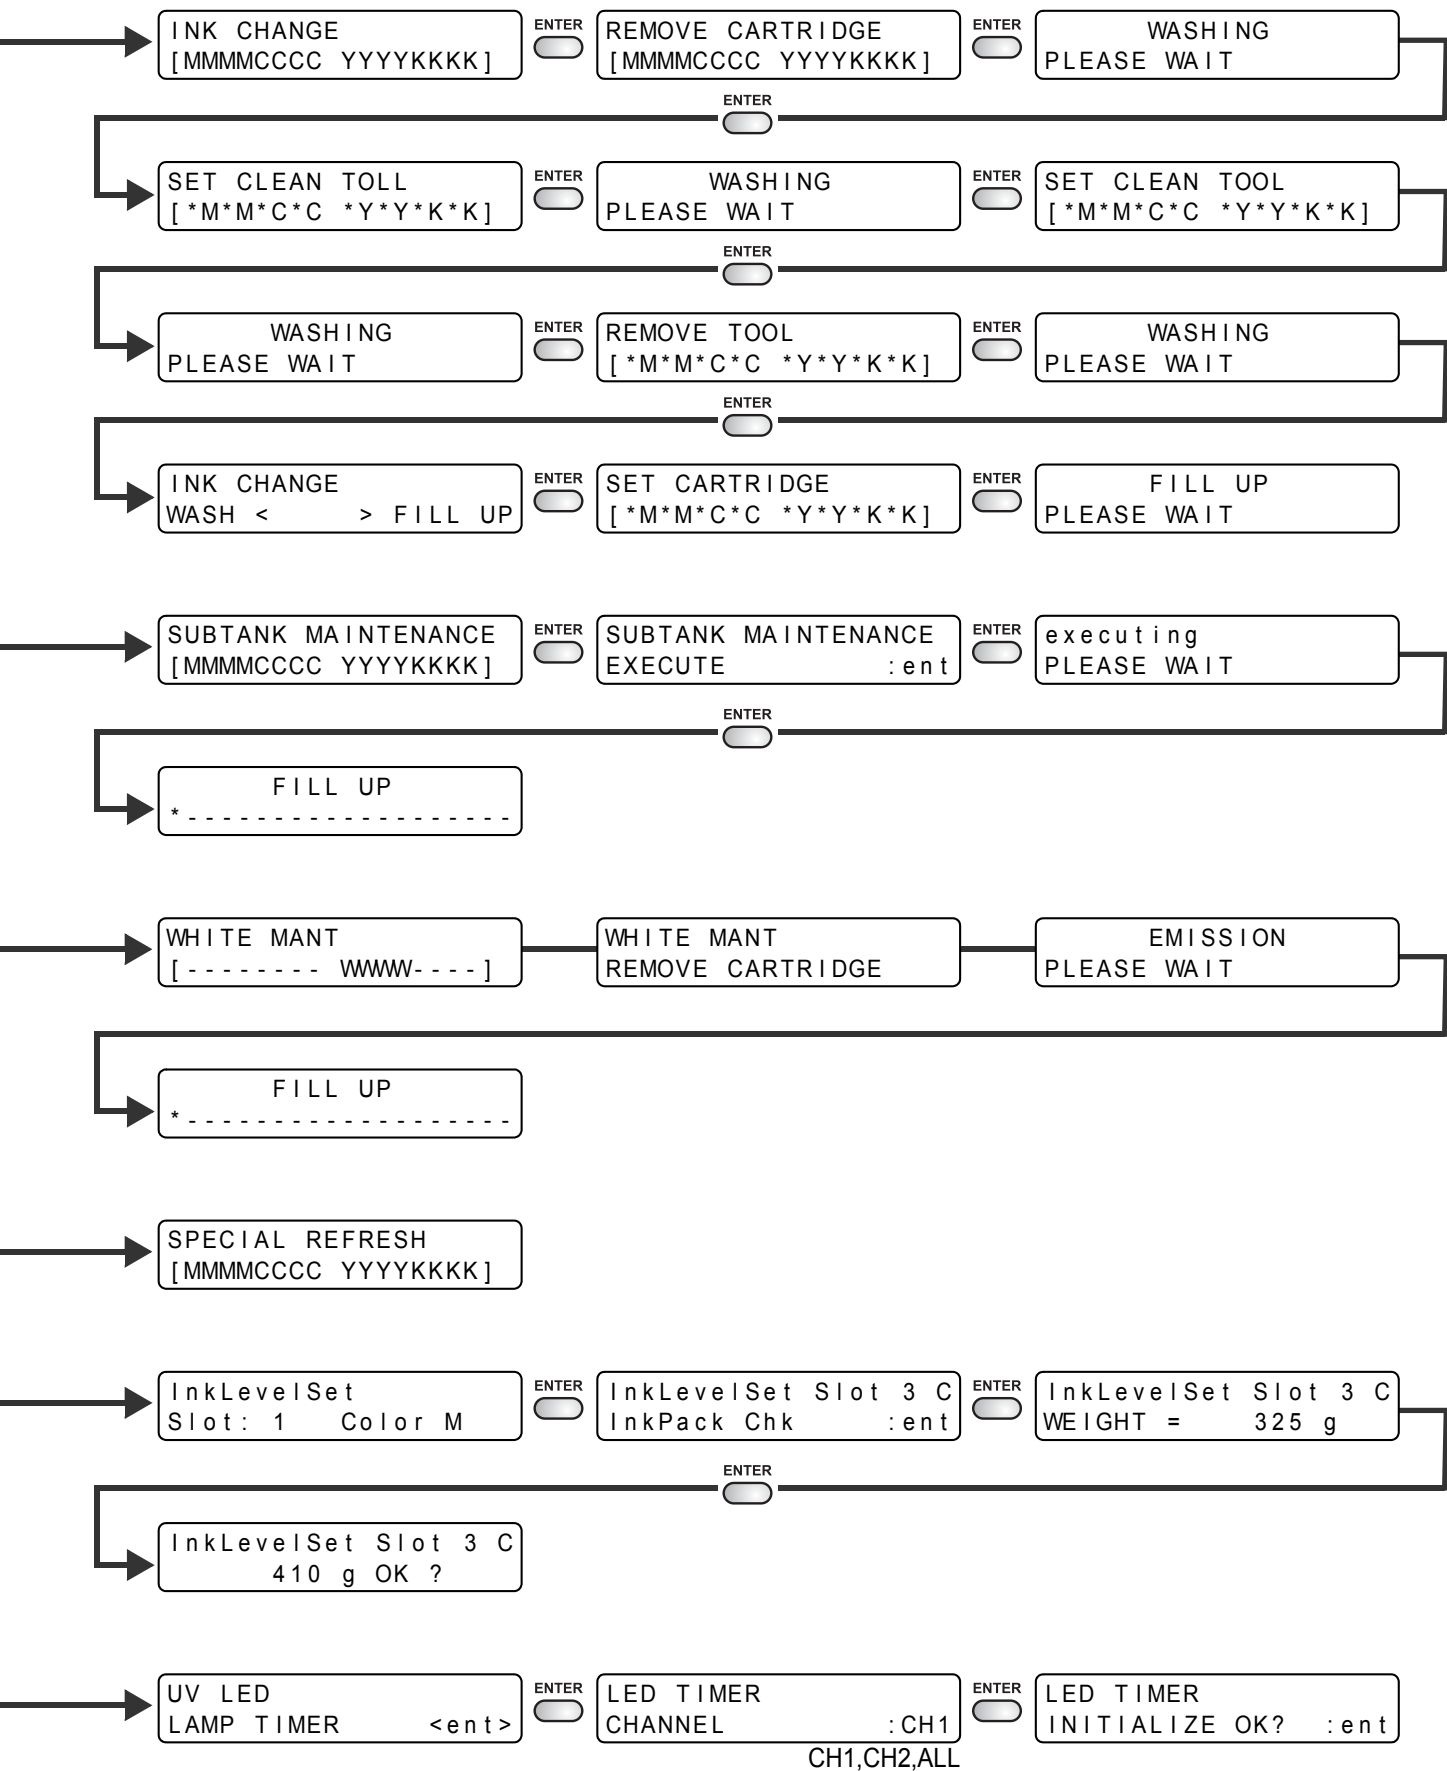 INK CHANGE
[MMMMCCCC YYYYKKKK]
ENTER
REMOVE CARTRIDGE
[MMMMCCCC YYYYKKKK]
ENTER
WASHING
PLEASE WAIT
ENTER
SET CLEAN TOLL
[*M*M*C*C *Y*Y*K*K]
ENTER
WASHING
PLEASE WAIT
ENTER
SET CLEAN TOOL
[*M*M*C*C *Y*Y*K*K]
ENTER
WASHING
PLEASE WAIT
ENTER
REMOVE TOOL
[*M*M*C*C *Y*Y*K*K]
ENTER
WASHING
PLEASE WAIT
ENTER
INK CHANGE
WASH < > FILL UP
ENTER
SET CARTRIDGE
[*M*M*C*C *Y*Y*K*K]
ENTER
FILL UP
PLEASE WAIT
SUBTANK MAINTENANCE
[MMMMCCCC YYYYKKKK]
ENTER
SUBTANK MAINTENANCE
EXECUTE :ent
ENTER
executing
PLEASE WAIT
ENTER
FILL UP
*-------------------
WHITE MANT
[-------- WWWW----]
WHITE MANT
REMOVE CARTRIDGE
EMISSION
PLEASE WAIT
FILL UP
*-------------------
SPECIAL REFRESH
[MMMMCCCC YYYYKKKK]
InkLevelSet
Slot: 1 Color M
ENTER
InkLevelSet Slot 3 C
InkPack Chk :ent
ENTER
InkLevelSet Slot 3 C
WEIGHT = 325 g
ENTER
InkLevelSet Slot 3 C
410 g OK ?
UV LED
LAMP TIMER <ent>
ENTER
LED TIMER
CHANNEL :CH1
CH1,CH2,ALL
ENTER
LED TIMER
INITIALIZE OK? :ent